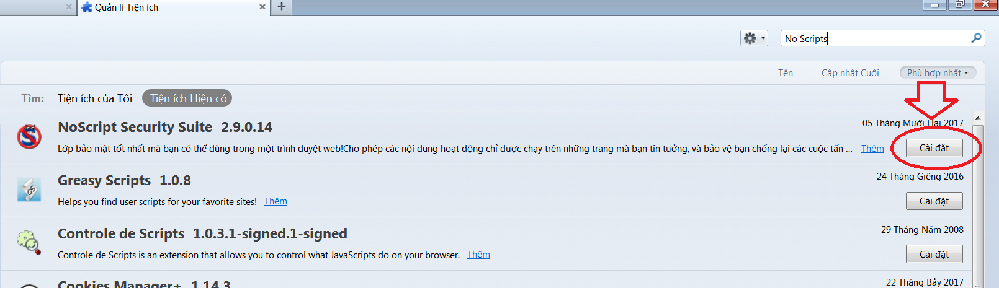 Quản lí Tiện ích
No Scripts
Tên Cập nhật Cuối Phù hợp nhất
Tìm: Tiện ích của Tôi Tiện ích Hiện có
NoScript Security Suite 2.9.0.14
05 Tháng Mười Hai 2017
Lớp bảo mật tốt nhất mà bạn có thể dùng trong một trình duyệt web!Cho phép các nội dung hoạt động chỉ được chạy trên những trang mà bạn tin tưởng, và bảo vệ bạn chống lại các cuộc tấn ... Thêm
Cài đặt
Greasy Scripts 1.0.8
24 Tháng Giêng 2016
Helps you find user scripts for your favorite sites! Thêm
Cài đặt
Controle de Scripts 1.0.3.1-signed.1-signed
29 Tháng Năm 2008
Controle de Scripts is an extension that allows you to control what JavaScripts do on your browser. Thêm
Cài đặt
Cookies Manager+ 1.14.3
22 Tháng Bảy 2017